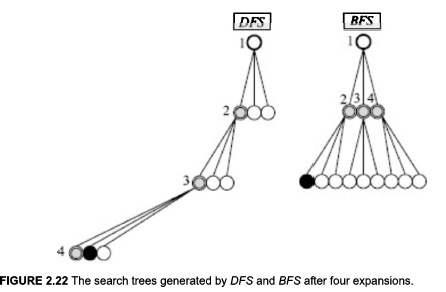 DFS BFS
1 1
2 2 3 4
3
4
FIGURE 2.22 The search trees generated by DFS and BFS after four expansions.